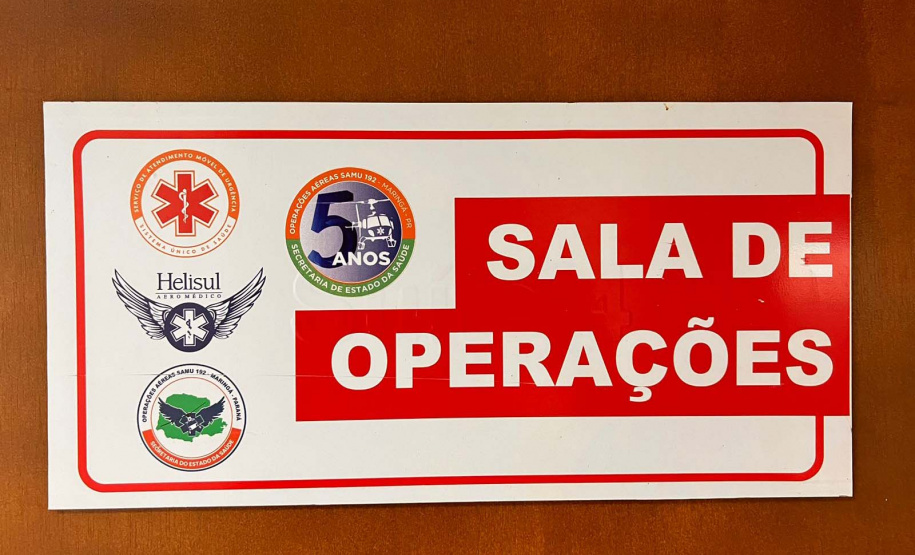 SERVIÇO DE ATENDIMENTO MÓVEL DE URGÊNCIA
SISTEMA ÚNICO DE SAÚDE
Helisul
AERO MÉDICO
OPERAÇÕES AÉREAS SAMU 192 - MARINGÁ - PARANÁ
SECRETARIA DO ESTADO DA SAÚDE
OPERAÇÕES AÉREAS SAMU 192 - MARINGÁ - PR
5
ANOS
SECRETARIA DE ESTADO DA SAÚDE
SALA DE
OPERAÇÕES